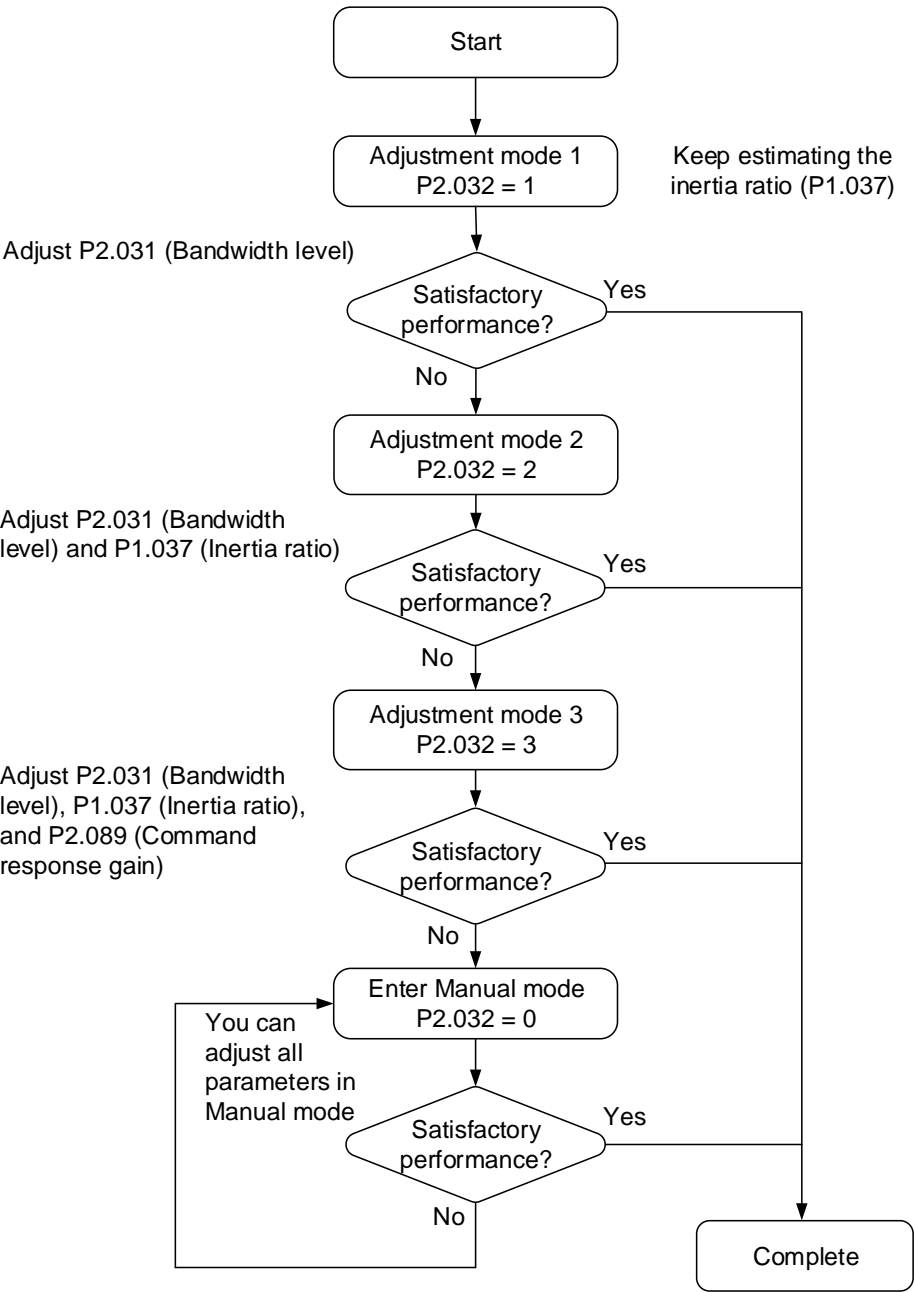 Start
Adjustment mode 1
P2.032 = 1
Keep estimating the
inertia ratio (P1.037)
Adjust P2.031 (Bandwidth level)
Satisfactory
performance?
Yes
No
Adjustment mode 2
P2.032 = 2
Adjust P2.031 (Bandwidth
level) and P1.037 (Inertia ratio)
Satisfactory
performance?
Yes
No
Adjustment mode 3
P2.032 = 3
Adjust P2.031 (Bandwidth
level), P1.037 (Inertia ratio),
and P2.089 (Command
response gain)
Satisfactory
performance?
Yes
No
Enter Manual mode
P2.032 = 0
You can
adjust all
parameters in
Manual mode
Satisfactory
performance?
Yes
No
Complete